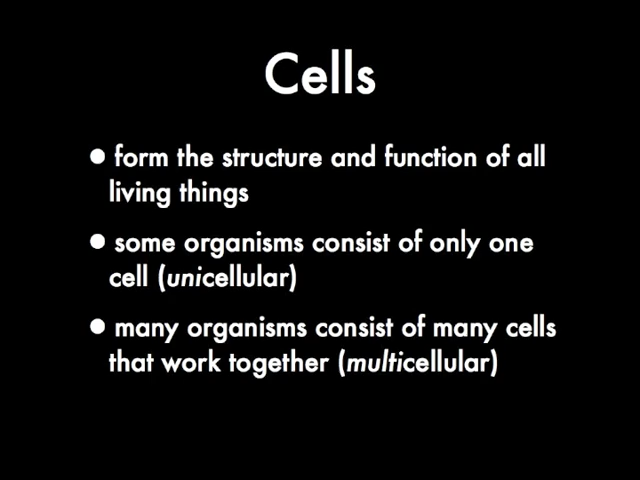 Cells
● form the structure and function of all
living things
● some organisms consist of only one
cell (unicellular)
● many organisms consist of many cells
that work together (multicellular)